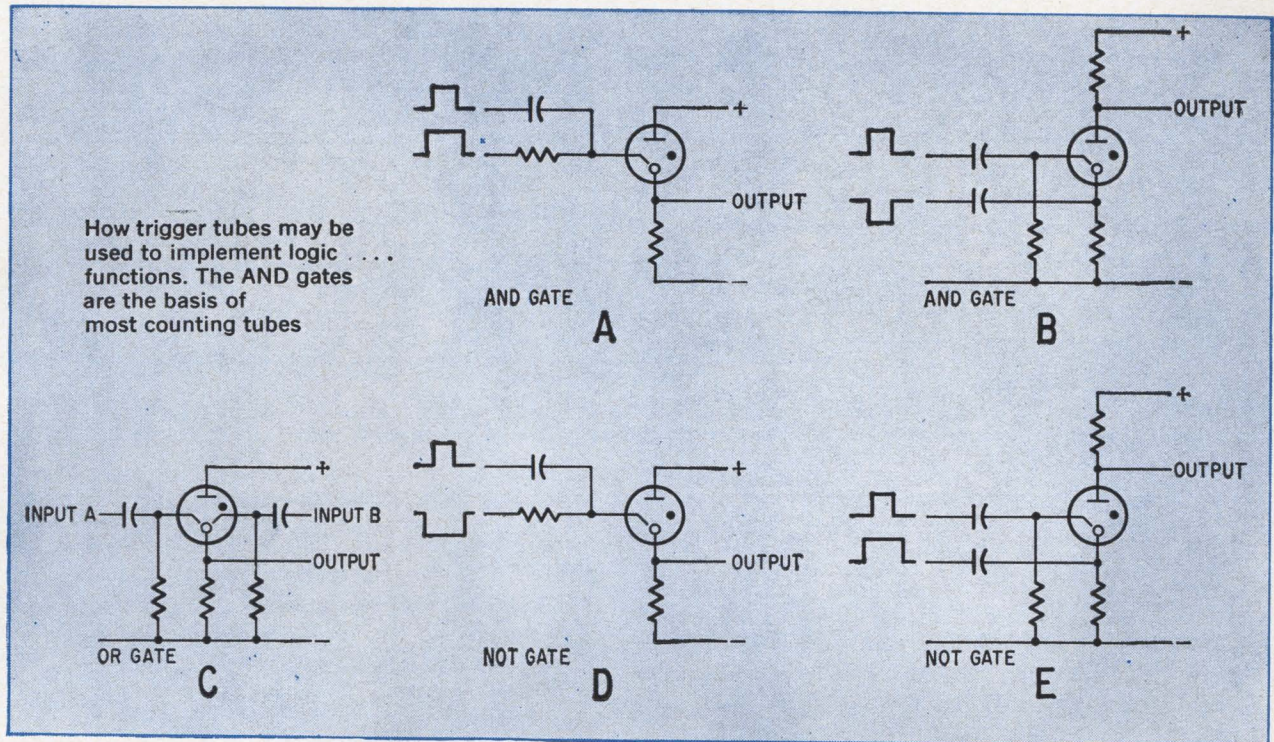 How trigger tubes may be
used to implement logic ....
functions. The AND gates
are the basis of
most counting tubes
+
OUTPUT
−
AND GATE
A
+
OUTPUT
−
AND GATE
B
+
INPUT A
INPUT B
OUTPUT
−
OR GATE
C
+
OUTPUT
−
NOT GATE
D
+
OUTPUT
−
NOT GATE
E